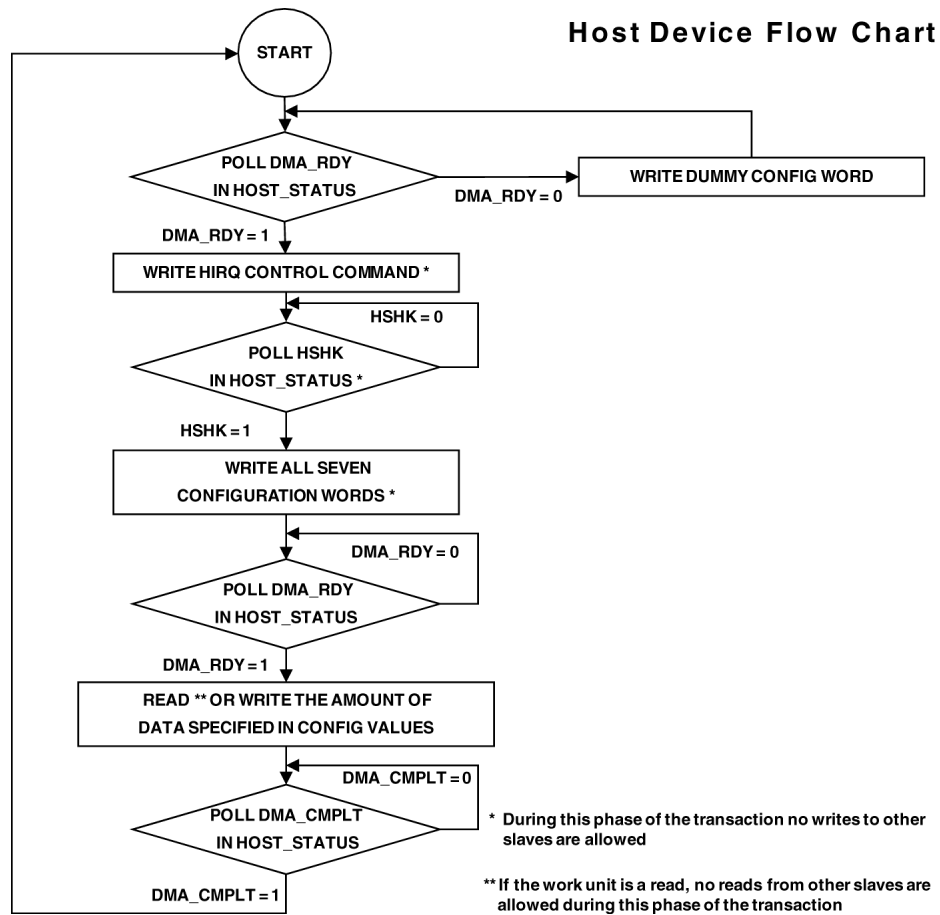 Host Device Flow Chart
START
POLL DMA_RDY
IN HOST_STATUS
WRITE DUMMY CONFIG WORD
DMA_RDY = 0
DMA_RDY = 1
WRITE HIRQ CONTROL COMMAND *
HSHK = 0
POLL HSHK
IN HOST_STATUS *
HSHK = 1
WRITE ALL SEVEN
CONFIGURATION WORDS *
DMA_RDY = 0
POLL DMA_RDY
IN HOST_STATUS
DMA_RDY = 1
READ ** OR WRITE THE AMOUNT OF
DATA SPECIFIED IN CONFIG VALUES
DMA_CMPLT = 0
POLL DMA_CMPLT
IN HOST_STATUS
DMA_CMPLT = 1
* During this phase of the transaction no writes to other
slaves are allowed
** If the work unit is a read, no reads from other slaves are
allowed during this phase of the transaction